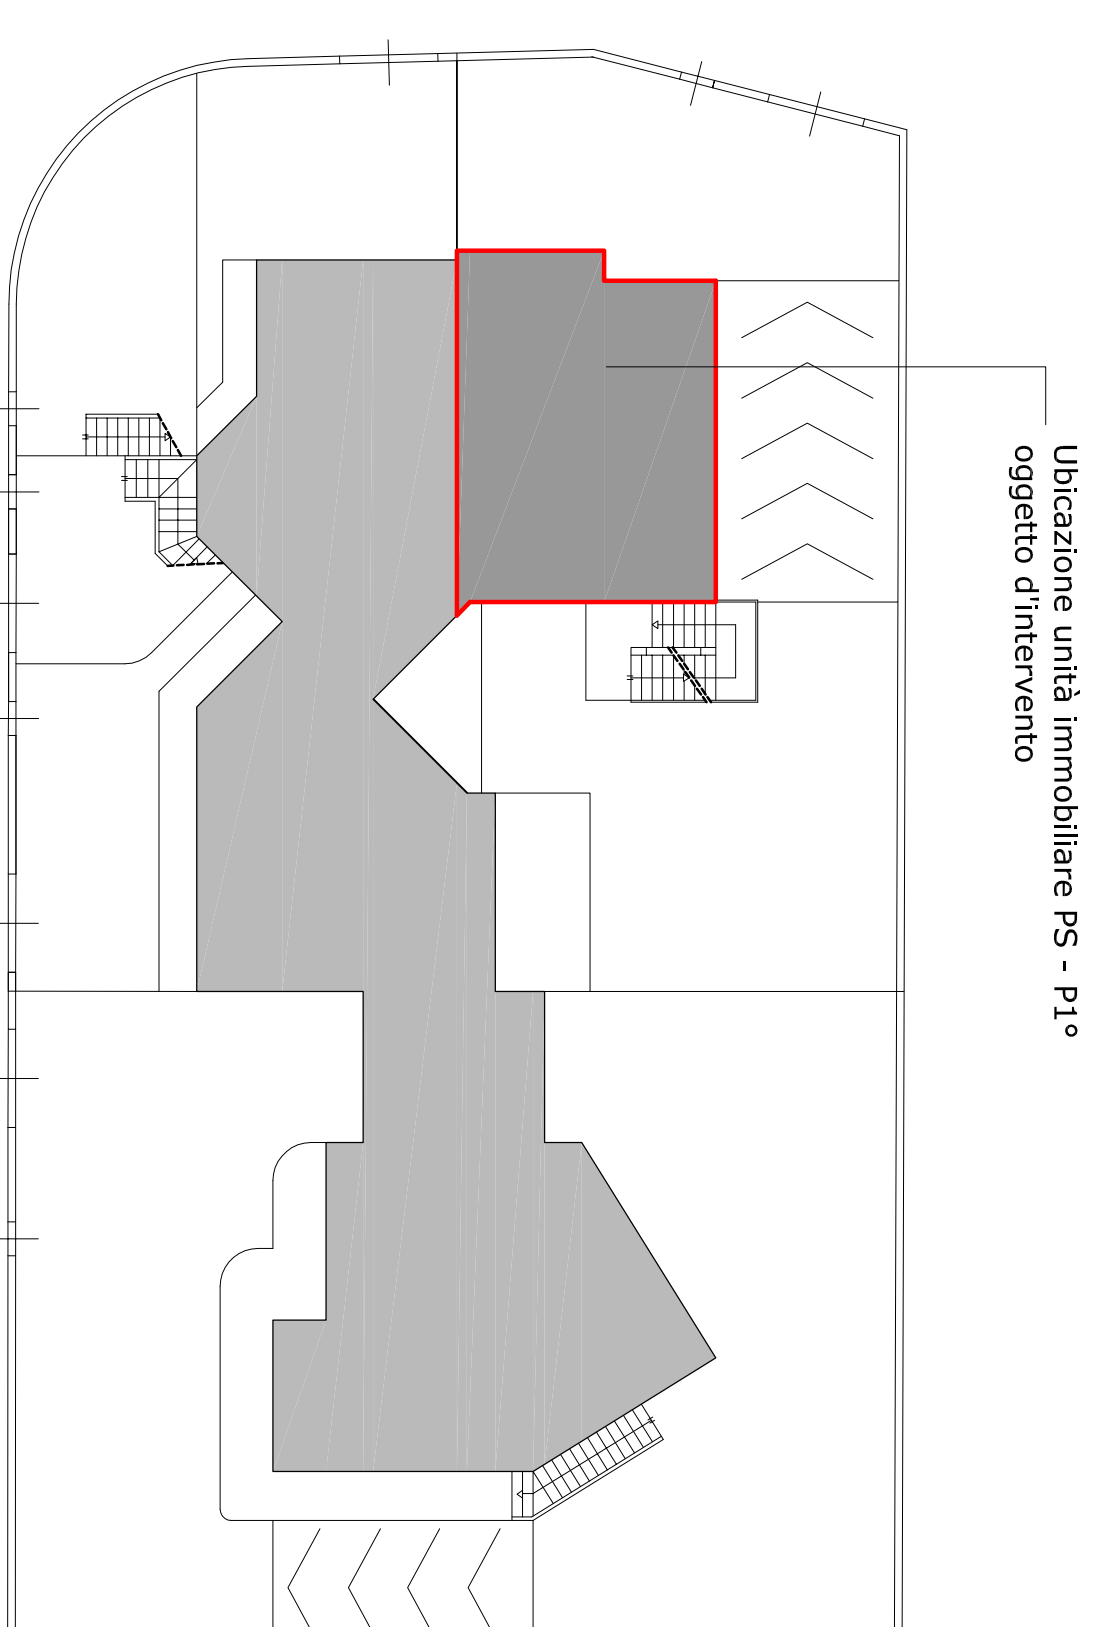 Ubicazione unità immobiliare PS - P1°
oggetto d'intervento